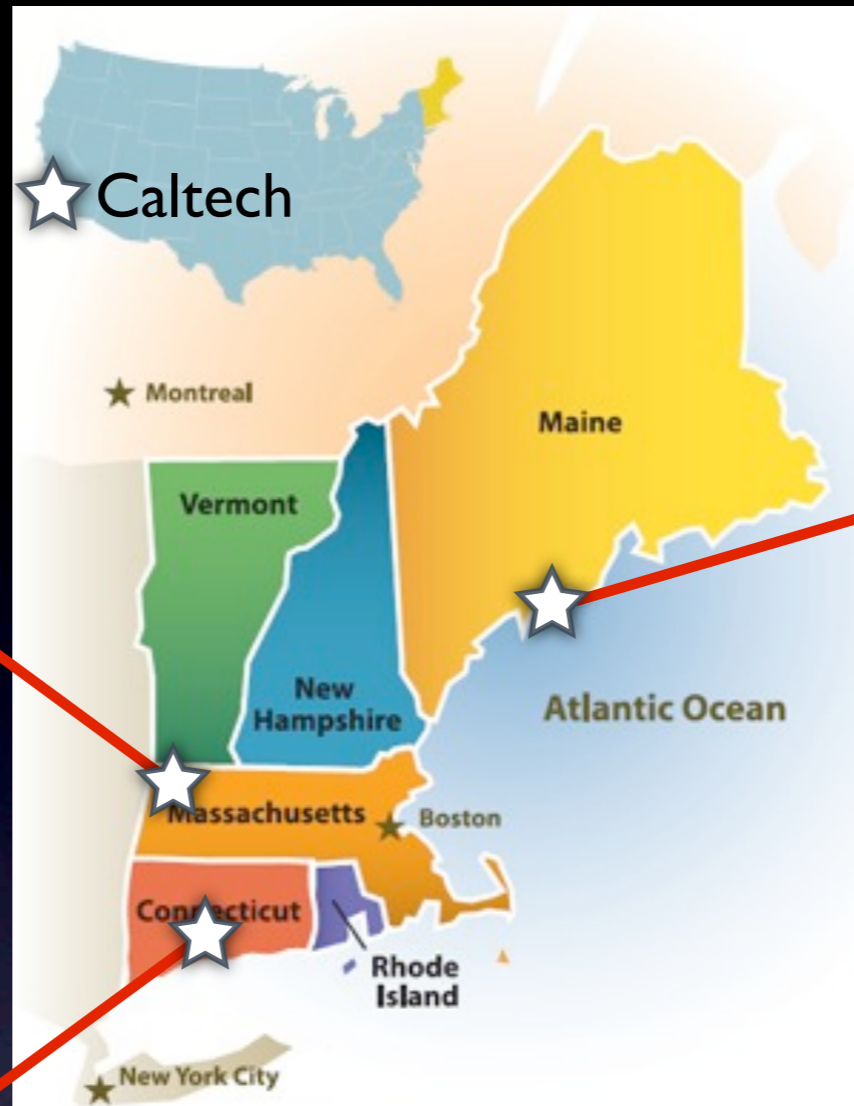 Caltech
Montreal
Maine
Vermont
New
Hampshire
Atlantic Ocean
Massachusetts
Boston
Connecticut
Rhode
Island
New York City